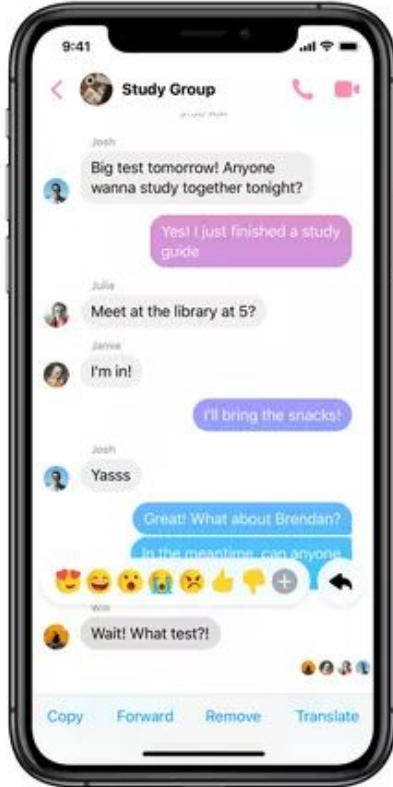 9:41
Study Group
Josh
Big test tomorrow! Anyone
wanna study together tonight?
Yes! I just finished a study
guide
Julia
Meet at the library at 5?
Jamie
I'm in!
I'll bring the snacks!
Josh
Yasss
Great! What about Brendan?
In the meantime, can anyone
Will
Wait! What test?!
Copy Forward Remove Translate